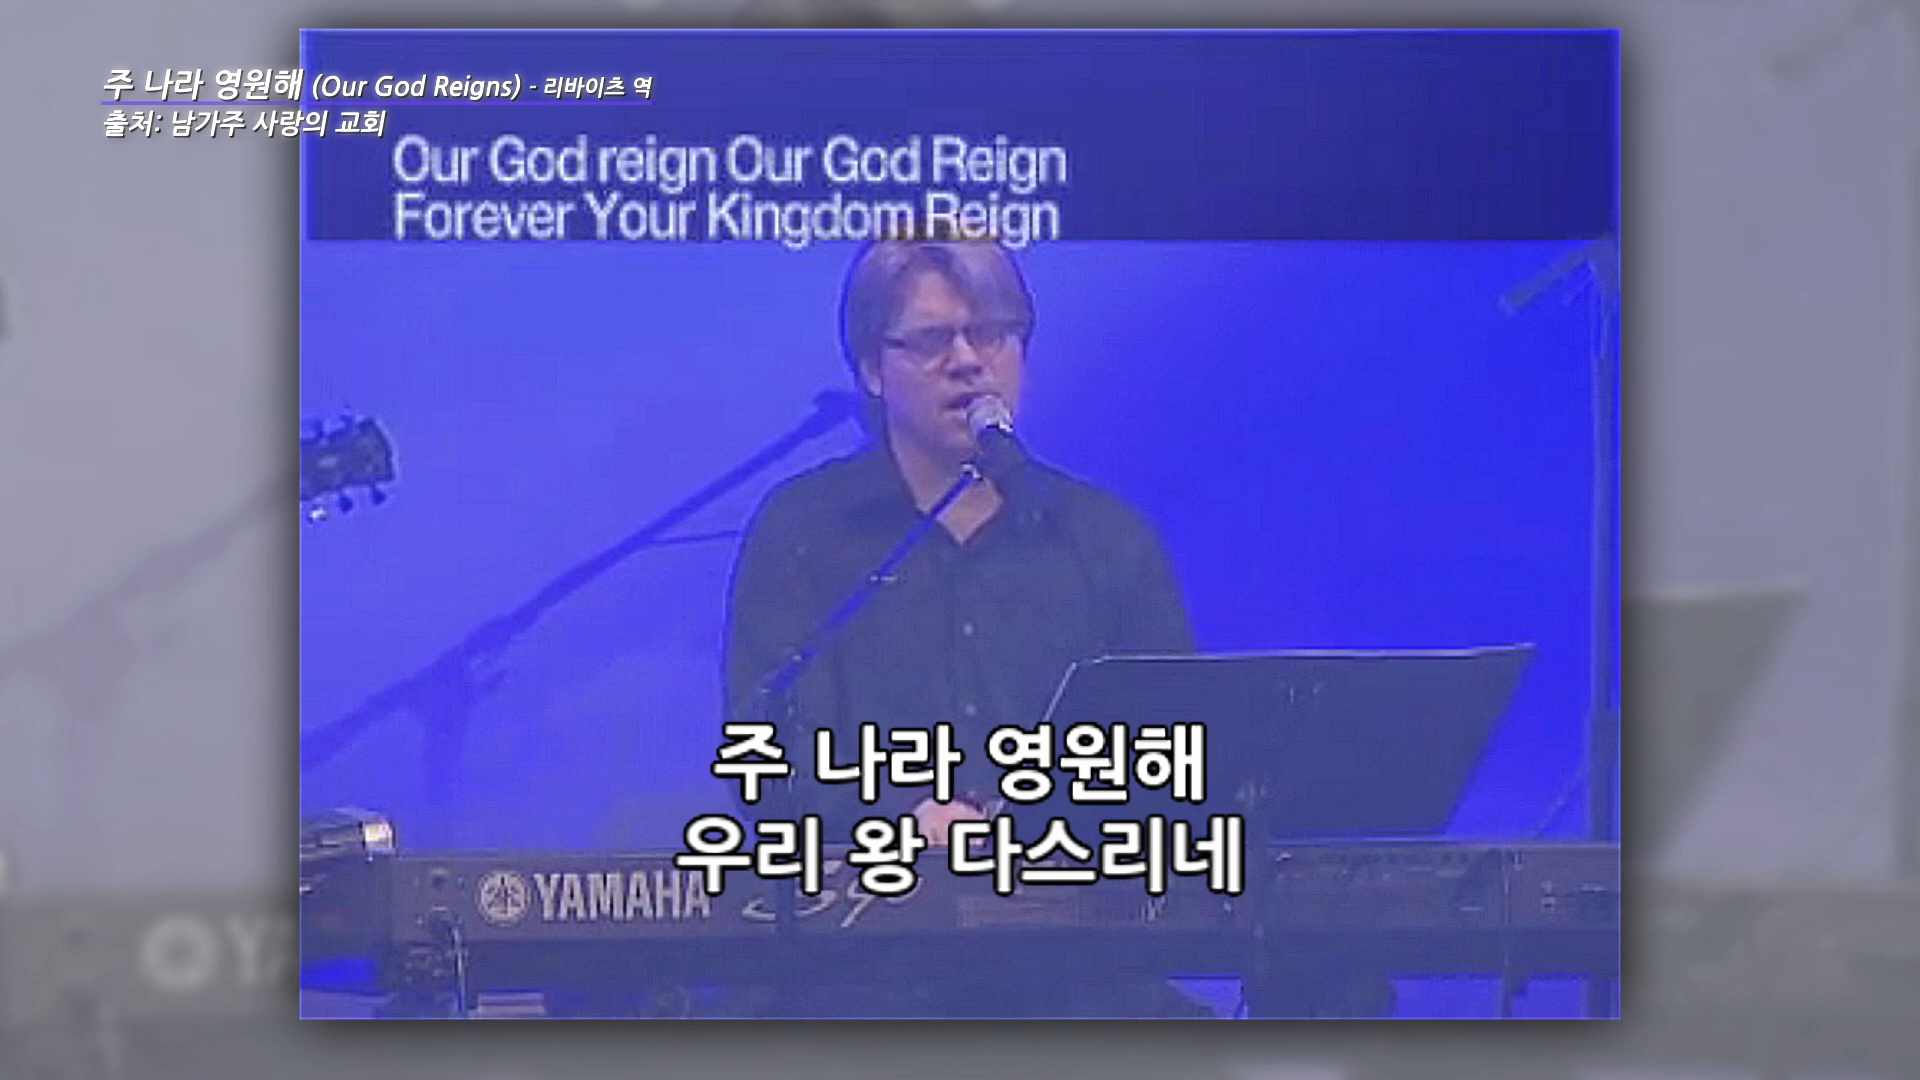 주 나라 영원해 (Our God Reigns) - 리바이츠 역
출처: 남가주 사랑의 교회
Our God reign Our God Reign
Forever Your Kingdom Reign
주 나라 영원해
우리 왕 다스리네
YAMAHA S90